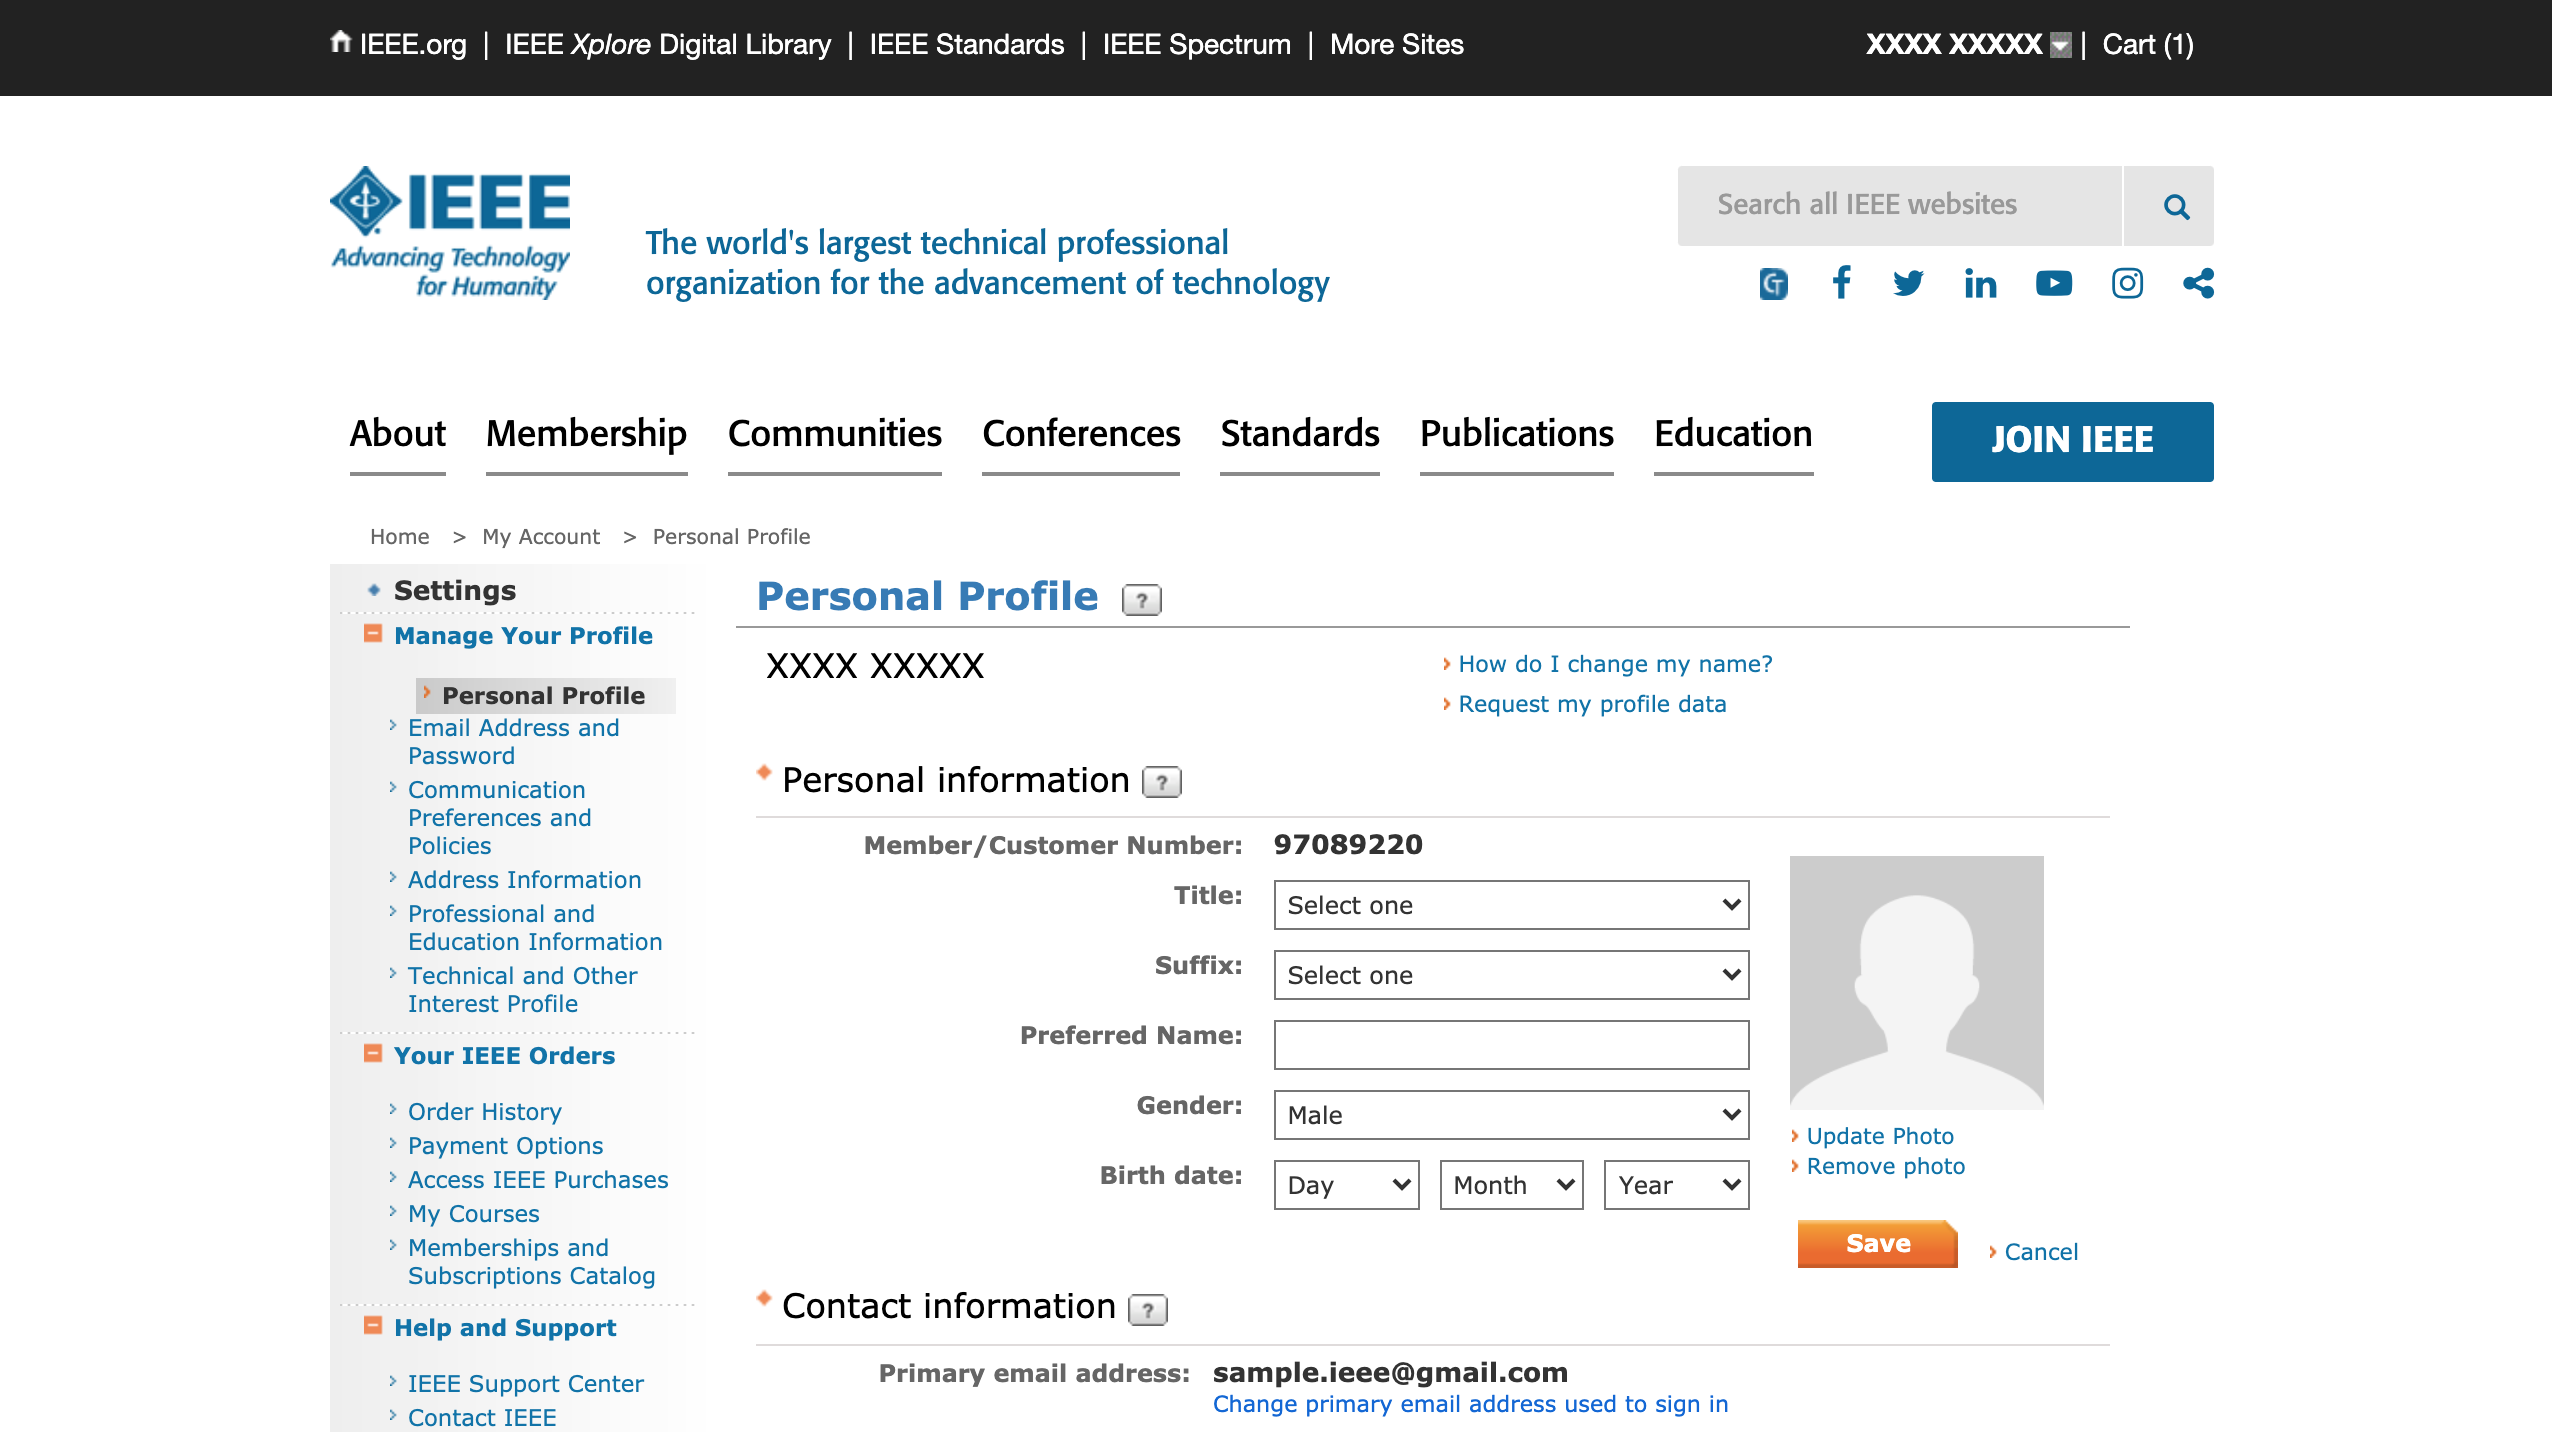 IEEE.org | IEEE Xplore Digital Library | IEEE Standards | IEEE Spectrum | More Sites
XXXX XXXXX | Cart (1)
IEEE
Advancing Technology
for Humanity
The world's largest technical professional
organization for the advancement of technology
Search all IEEE websites
About Membership Communities Conferences Standards Publications Education
JOIN IEEE
Home > My Account > Personal Profile
Settings
Manage Your Profile
Personal Profile
Email Address and
Password
Communication
Preferences and
Policies
Address Information
Professional and
Education Information
Technical and Other
Interest Profile
Your IEEE Orders
Order History
Payment Options
Access IEEE Purchases
My Courses
Memberships and
Subscriptions Catalog
Help and Support
IEEE Support Center
Contact IEEE
Personal Profile ?
XXXX XXXXX
How do I change my name?
Request my profile data
Personal information ?
Member/Customer Number: 97089220
Title: Select one
Suffix: Select one
Preferred Name:
Gender: Male
Birth date: Day Month Year
Update Photo
Remove photo
Save Cancel
Contact information ?
Primary email address: sample.ieee@gmail.com
Change primary email address used to sign in